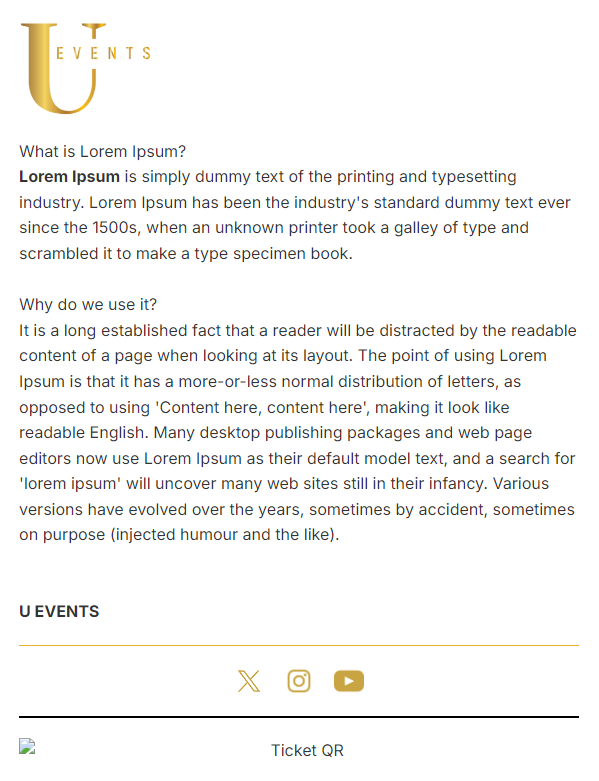 U EVENTS
What is Lorem Ipsum?
Lorem Ipsum is simply dummy text of the printing and typesetting
industry. Lorem Ipsum has been the industry's standard dummy text ever
since the 1500s, when an unknown printer took a galley of type and
scrambled it to make a type specimen book.
Why do we use it?
It is a long established fact that a reader will be distracted by the readable
content of a page when looking at its layout. The point of using Lorem
Ipsum is that it has a more-or-less normal distribution of letters, as
opposed to using 'Content here, content here', making it look like
readable English. Many desktop publishing packages and web page
editors now use Lorem Ipsum as their default model text, and a search for
'lorem ipsum' will uncover many web sites still in their infancy. Various
versions have evolved over the years, sometimes by accident, sometimes
on purpose (injected humour and the like).
U EVENTS
Ticket QR